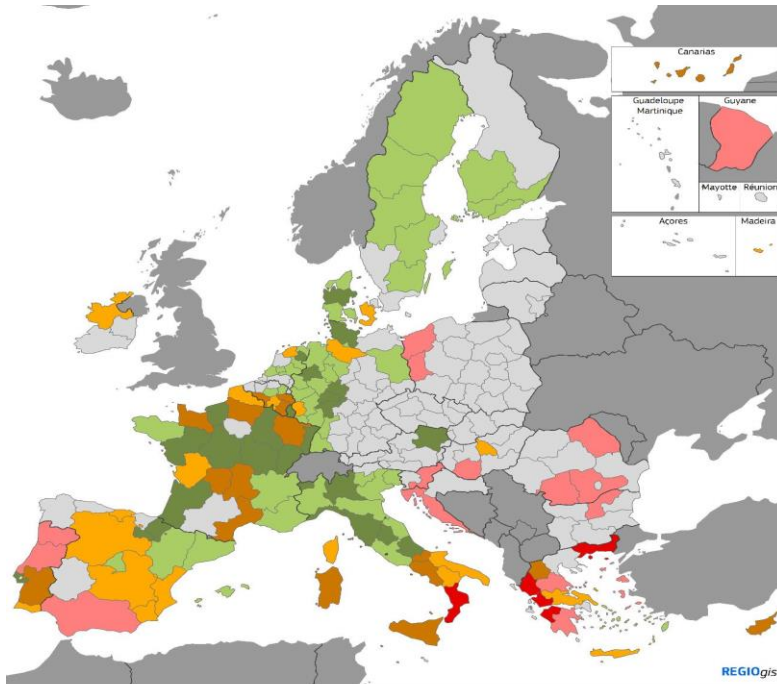 Canarias
Guadeloupe
Martinique
Guyane
Mayotte
Réunion
Açores
Madeira
REGIOgis